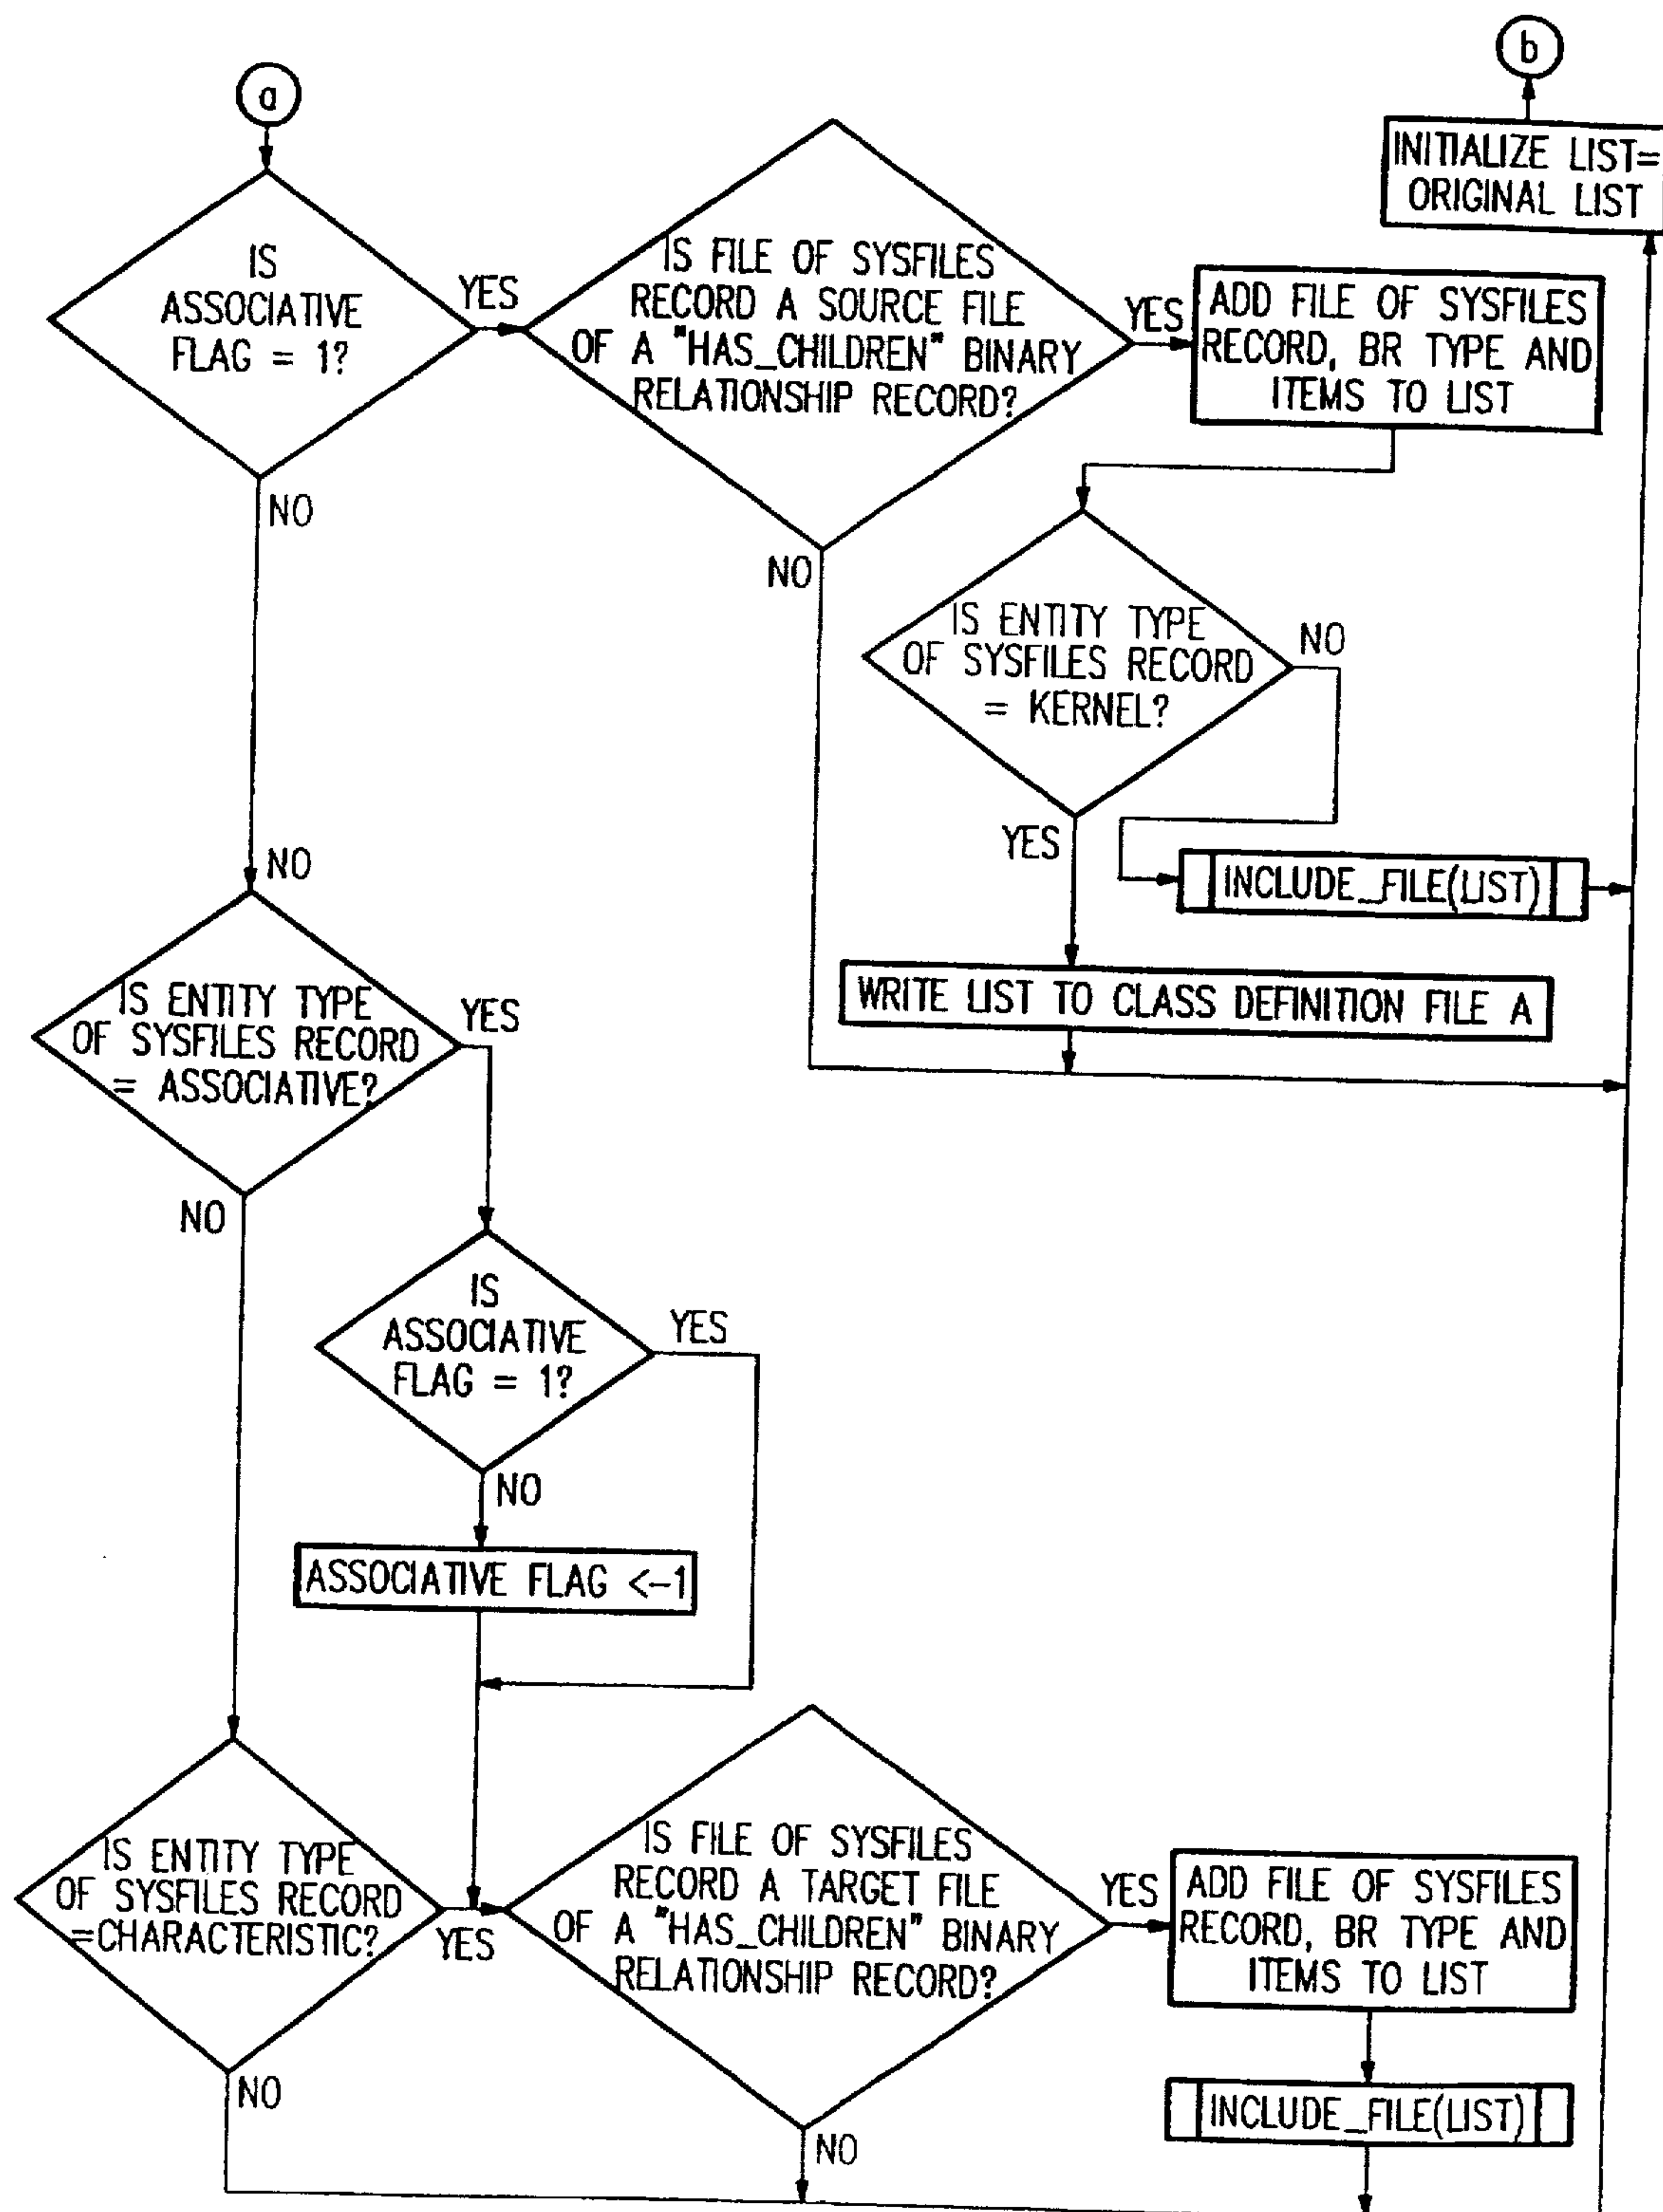 a
b
INITIALIZE LIST=
ORIGINAL LIST
IS
ASSOCIATIVE
FLAG = 1?
YES
NO
IS FILE OF SYSFILES
RECORD A SOURCE FILE
OF A "HAS_CHILDREN" BINARY
RELATIONSHIP RECORD?
YES
NO
ADD FILE OF SYSFILES
RECORD, BR TYPE AND
ITEMS TO LIST
IS ENTITY TYPE
OF SYSFILES RECORD
= KERNEL?
NO
YES
INCLUDE_FILE(LIST)
WRITE LIST TO CLASS DEFINITION FILE A
NO
IS ENTITY TYPE
OF SYSFILES RECORD
= ASSOCIATIVE?
YES
NO
IS
ASSOCIATIVE
FLAG = 1?
YES
NO
ASSOCIATIVE FLAG <-1
IS ENTITY TYPE
OF SYSFILES RECORD
=CHARACTERISTIC?
YES
NO
IS FILE OF SYSFILES
RECORD A TARGET FILE
OF A "HAS_CHILDREN" BINARY
RELATIONSHIP RECORD?
YES
NO
ADD FILE OF SYSFILES
RECORD, BR TYPE AND
ITEMS TO LIST
INCLUDE_FILE(LIST)